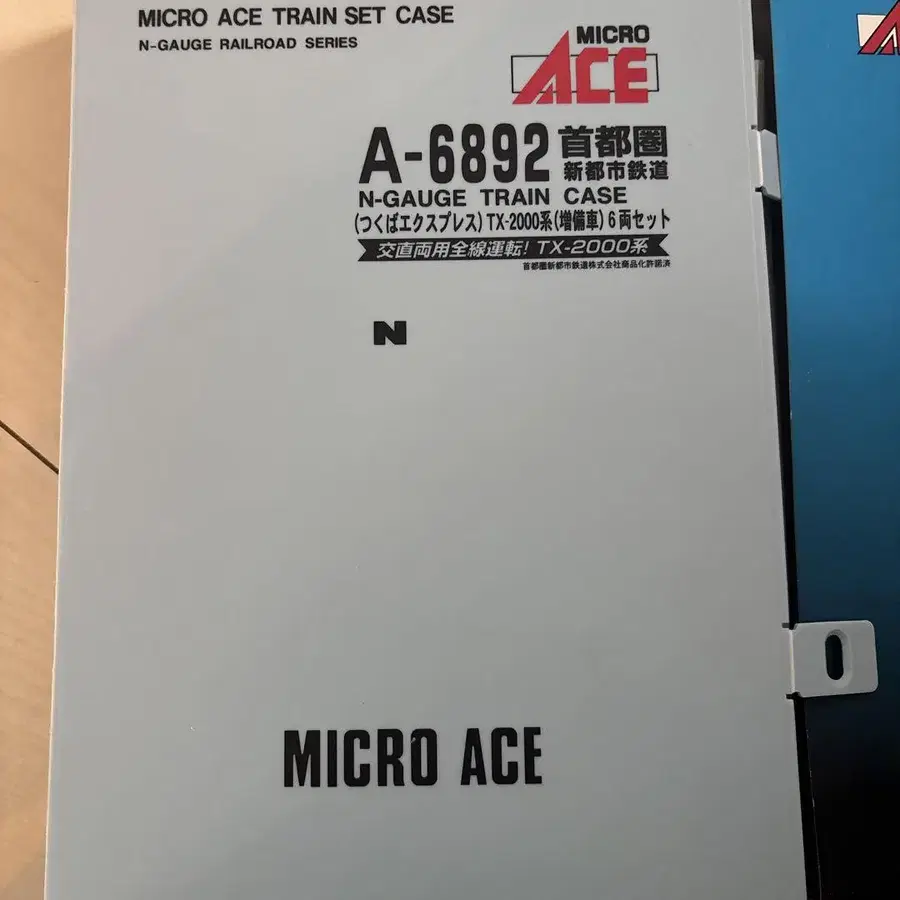 MICRO ACE TRAIN SET CASE
N-GAUGE RAILROAD SERIES
MICRO
ACE
A-6892 首都圏
新都市鉄道
N-GAUGE TRAIN CASE
(つくばエクスプレス) TX-2000系 (増備車) 6両セット
交直両用全線運転! TX-2000系
首都圏新都市鉄道株式会社商品化許諾済
N
MICRO ACE